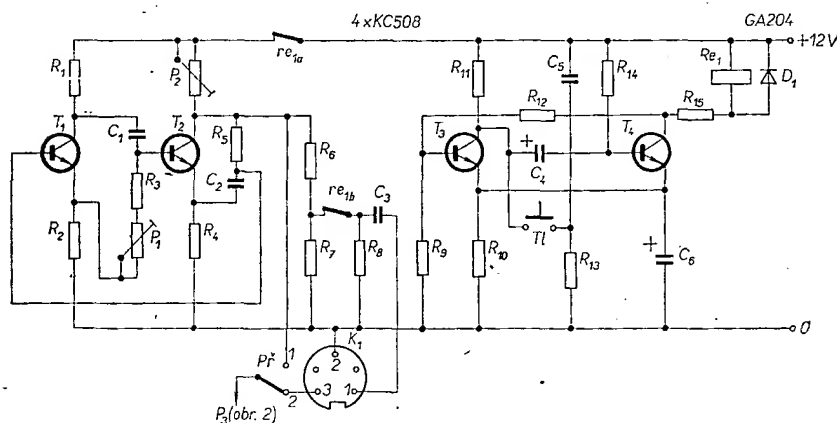 4xKC508
GA204
re1a
+12V
R1
P2
R11
C5
R14
Re1
D1
R12
R15
T1
C1
T2
R5
T3
T4
R3
C2
R6
C4
re1b
C3
R2
P1
R4
R7
R8
R9
R10
Tl
R13
C6
K1
0
Př
1
2
2
3
1
P3(obr. 2)